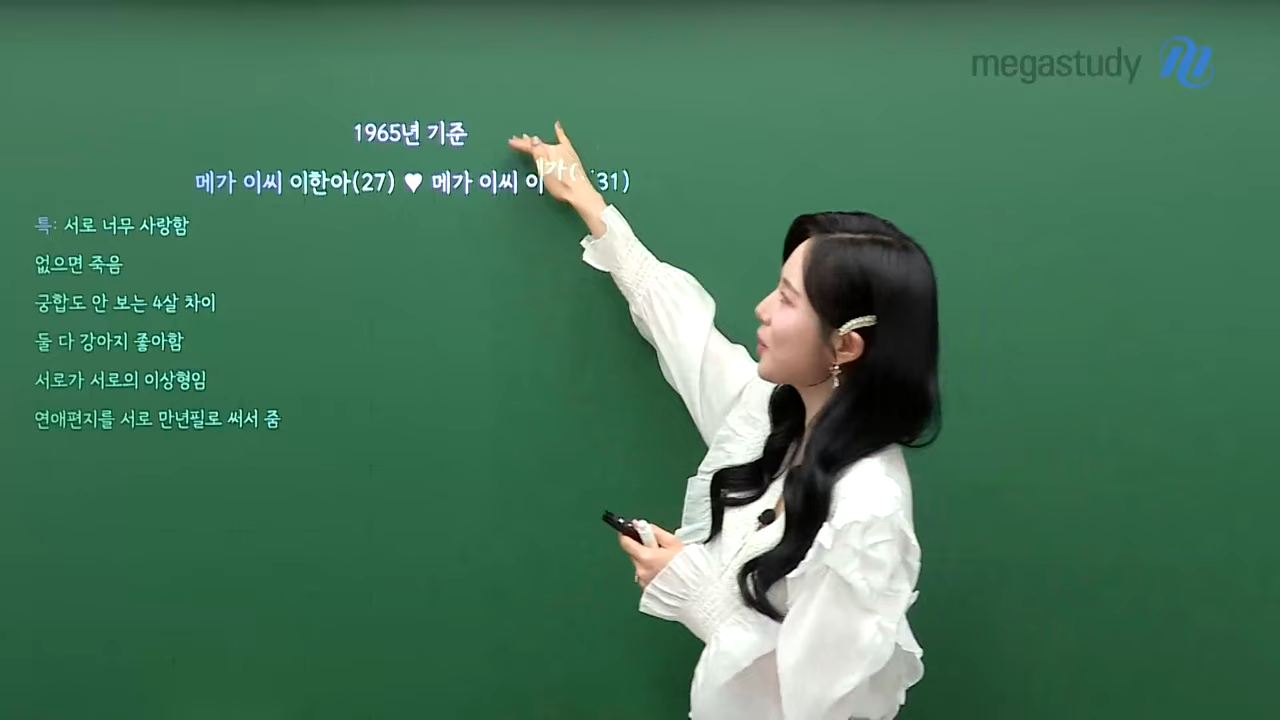 megastudy
1965년 기준
메가 이씨 이한아(27) ♥ 메가 이씨 이 31)
특: 서로 너무 사랑함
없으면 죽음
궁합도 안 보는 4살 차이
둘 다 강아지 좋아함
서로가 서로의 이상형임
연애편지를 서로 만년필로 써서 줌